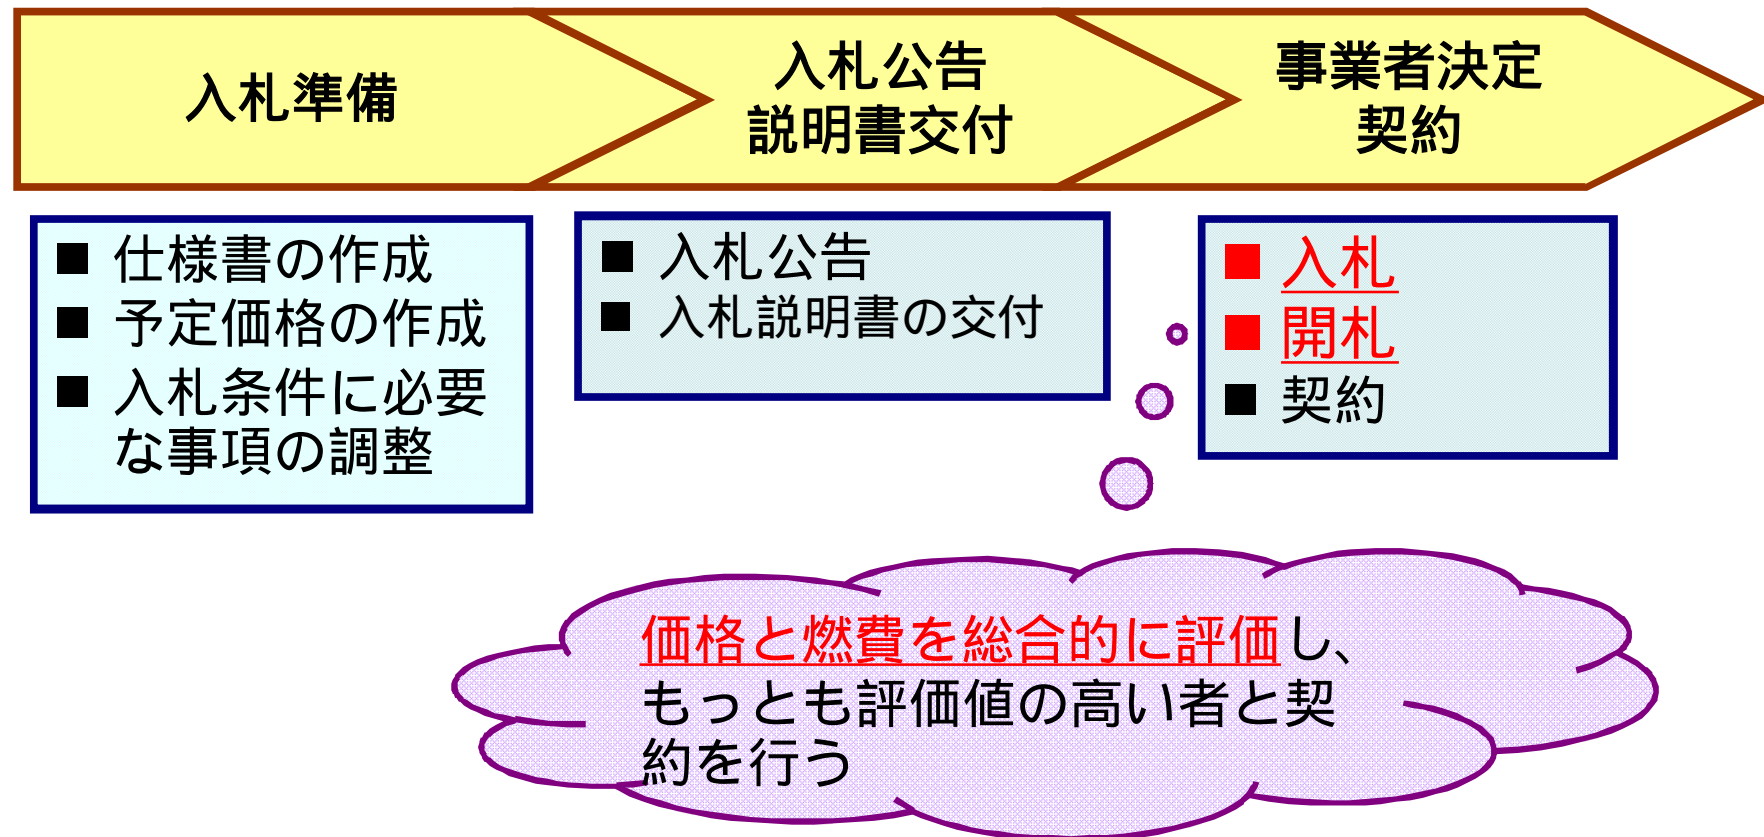 入札準備
入札公告
説明書交付
事業者決定
契約
■ 仕様書の作成
■ 予定価格の作成
■ 入札条件に必要
な事項の調整
■ 入札公告
■ 入札説明書の交付
■ 入札
■ 開札
■ 契約
価格と燃費を総合的に評価し、
もっとも評価値の高い者と契
約を行う